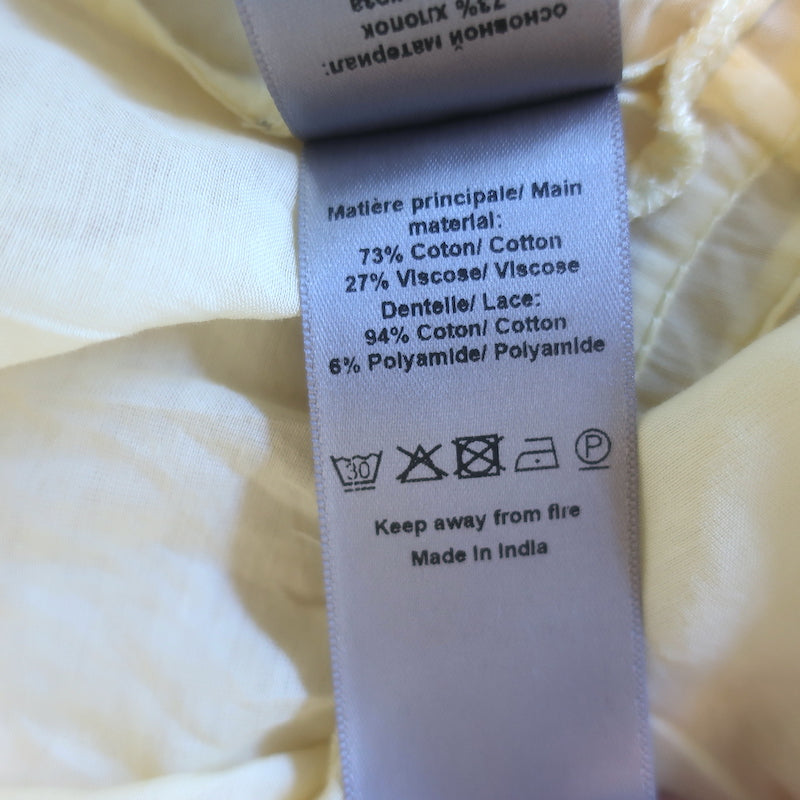 основной материал:
73% хлопок
Matière principale/ Main
material:
73% Coton/ Cotton
27% Viscose/ Viscose
Dentelle/ Lace:
94% Coton/ Cotton
6% Polyamide/ Polyamide
30
P
Keep away from fire
Made in India